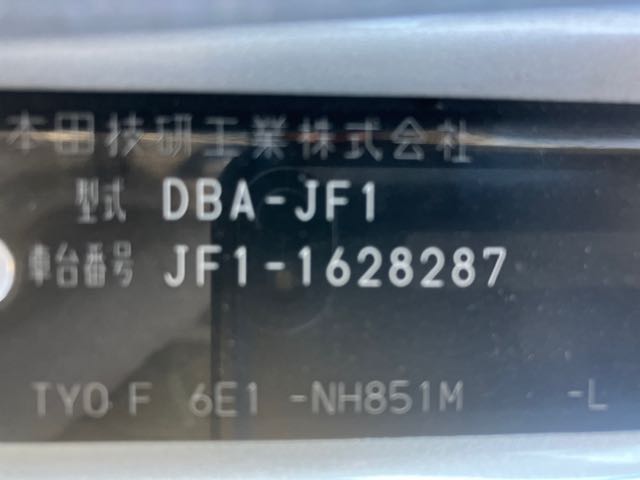 本田技研工業株式会社
型式 DBA-JF1
車台番号 JF1-1628287
TYO F 6E1 -NH851M -L